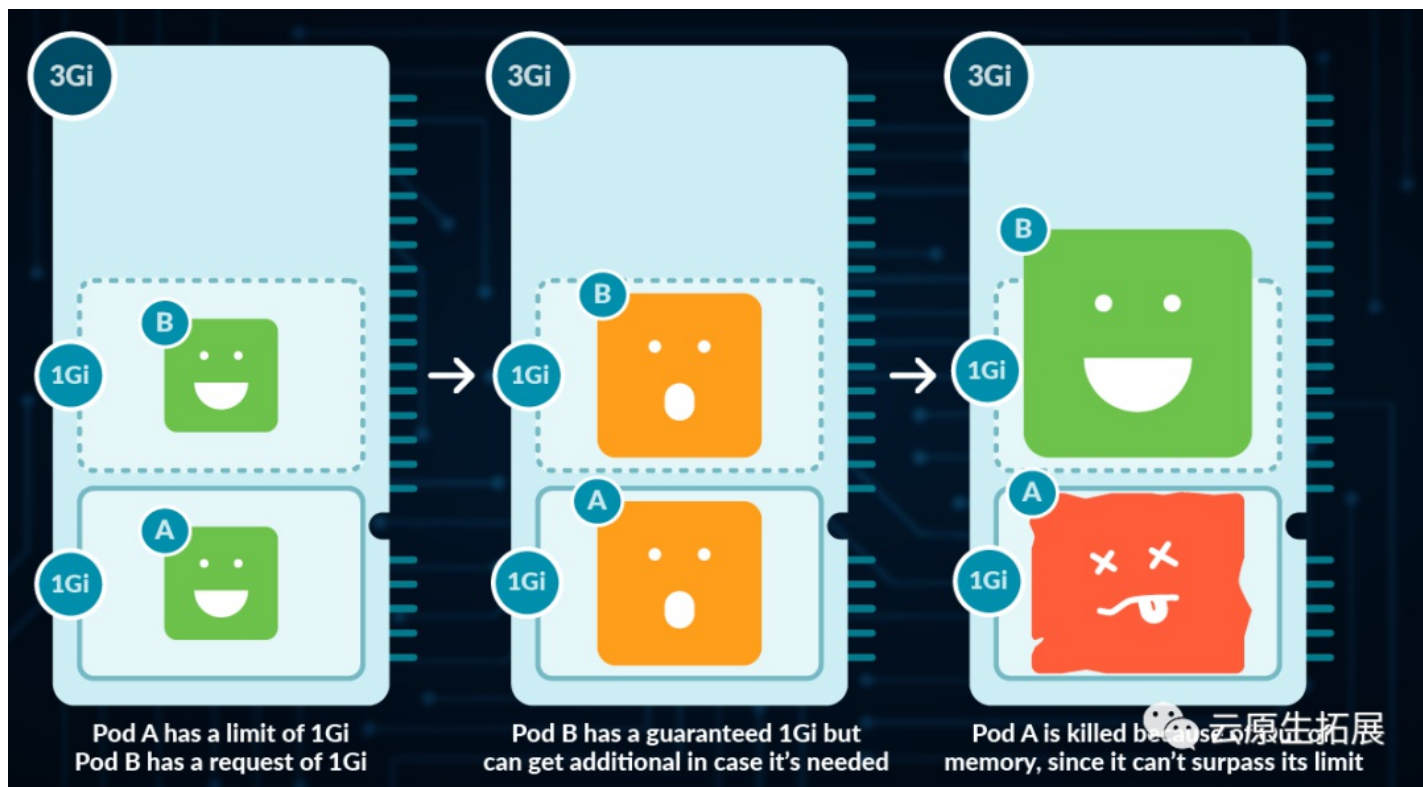 3Gi
B
1Gi
A
1Gi
Pod A has a limit of 1Gi
Pod B has a request of 1Gi
3Gi
B
1Gi
A
1Gi
Pod B has a guaranteed 1Gi but
can get additional in case it's needed
3Gi
B
1Gi
A
1Gi
Pod A is killed because of
memory, since it can't surpass its limit
云原生拓展